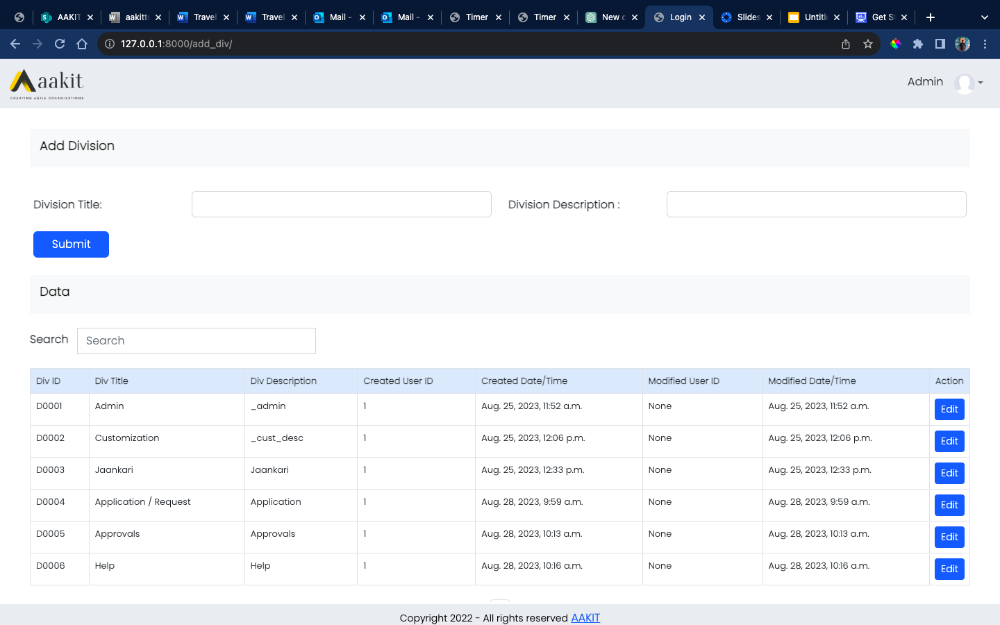 AAKIT
aakitt
Travel
Travel
Mail -
Mail -
Timer
Timer
New c
Login
Slides
Untitle
Get S
127.0.0.1:8000/add_div/
aakit
CREATING AGILE ORGANIZATIONS
Admin
Add Division
Division Title:
Division Description :
Submit
Data
Search
Search
Div ID Div Title Div Description Created User ID Created Date/Time Modified User ID Modified Date/Time Action
D0001 Admin _admin 1 Aug. 25, 2023, 11:52 a.m. None Aug. 25, 2023, 11:52 a.m. Edit
D0002 Customization _cust_desc 1 Aug. 25, 2023, 12:06 p.m. None Aug. 25, 2023, 12:06 p.m. Edit
D0003 Jaankari Jaankari 1 Aug. 25, 2023, 12:33 p.m. None Aug. 25, 2023, 12:33 p.m. Edit
D0004 Application / Request Application 1 Aug. 28, 2023, 9:59 a.m. None Aug. 28, 2023, 9:59 a.m. Edit
D0005 Approvals Approvals 1 Aug. 28, 2023, 10:13 a.m. None Aug. 28, 2023, 10:13 a.m. Edit
D0006 Help Help 1 Aug. 28, 2023, 10:16 a.m. None Aug. 28, 2023, 10:16 a.m. Edit
Copyright 2022 - All rights reserved AAKIT